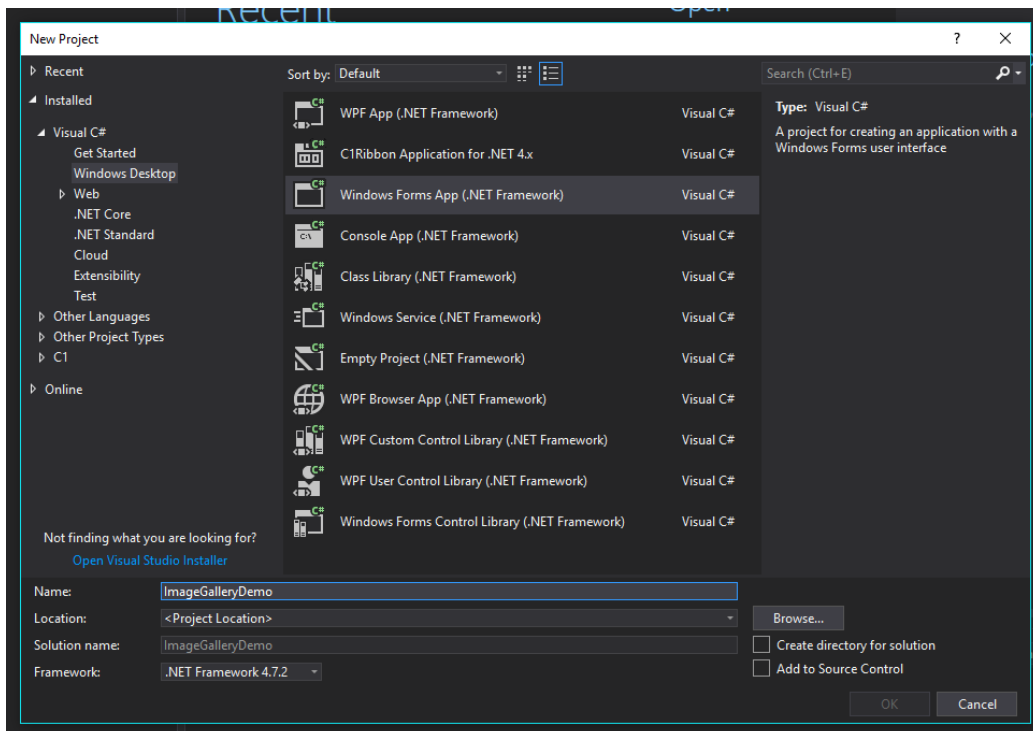 Recent
Open
New Project
? ×
Recent
Installed
Visual C#
Get Started
Windows Desktop
Web
.NET Core
.NET Standard
Cloud
Extensibility
Test
Other Languages
Other Project Types
C1
Online
Not finding what you are looking for?
Open Visual Studio Installer
Sort by: Default
WPF App (.NET Framework) Visual C#
C1Ribbon Application for .NET 4.x Visual C#
Windows Forms App (.NET Framework) Visual C#
Console App (.NET Framework) Visual C#
Class Library (.NET Framework) Visual C#
Windows Service (.NET Framework) Visual C#
Empty Project (.NET Framework) Visual C#
WPF Browser App (.NET Framework) Visual C#
WPF Custom Control Library (.NET Framework) Visual C#
WPF User Control Library (.NET Framework) Visual C#
Windows Forms Control Library (.NET Framework) Visual C#
Search (Ctrl+E)
Type: Visual C#
A project for creating an application with a
Windows Forms user interface
Name: ImageGalleryDemo
Location: <Project Location>
Browse...
Solution name: ImageGalleryDemo
Create directory for solution
Framework: .NET Framework 4.7.2
Add to Source Control
OK Cancel